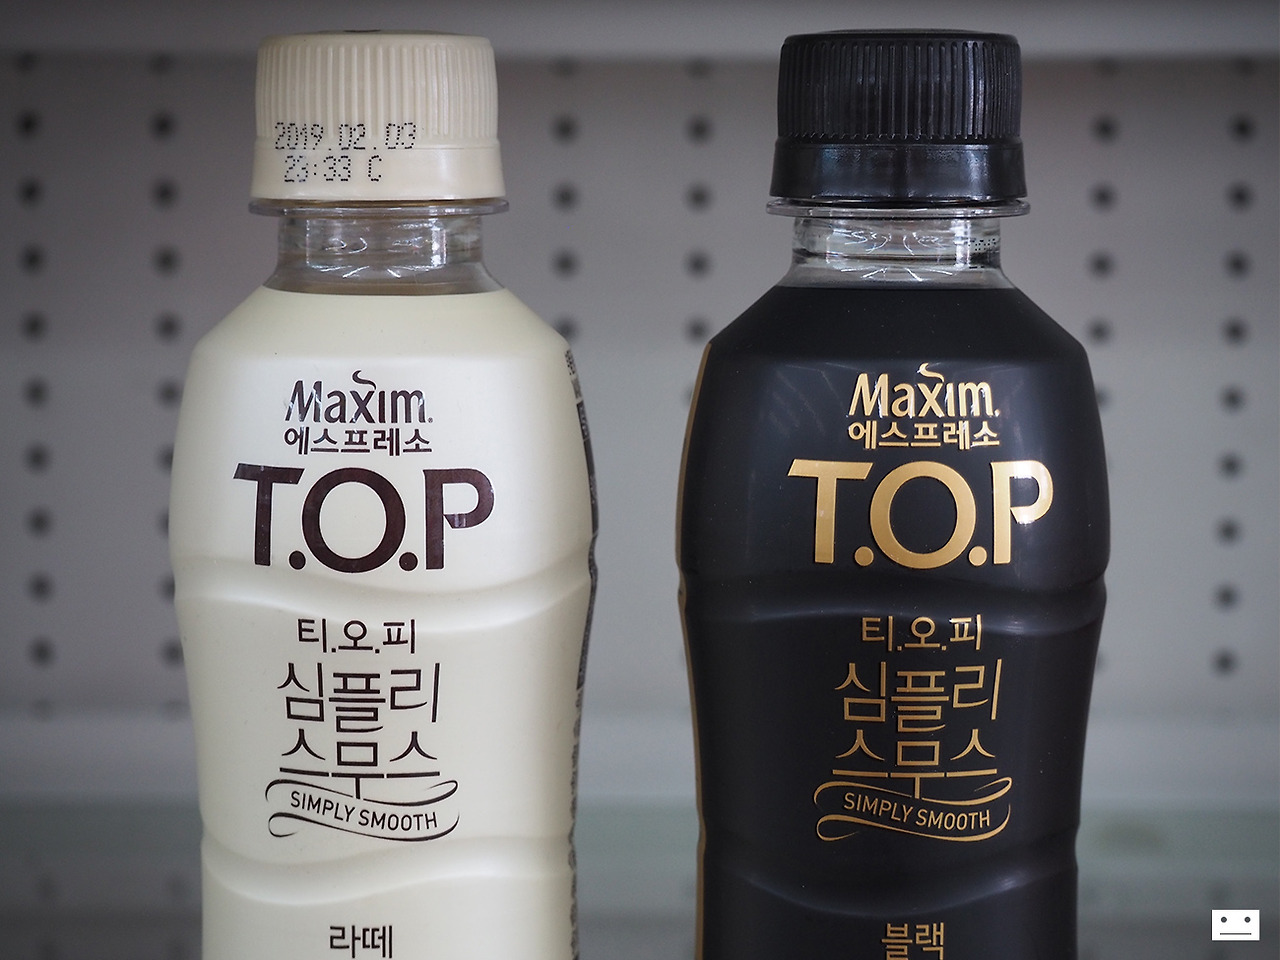 2019.02.03
23:33 C
Maxim.
에스프레소
T.O.P
티.오.피
심플리
스무스
SIMPLY SMOOTH
라떼
Maxim.
에스프레소
T.O.P
티.오.피
심플리
스무스
SIMPLY SMOOTH
블랙